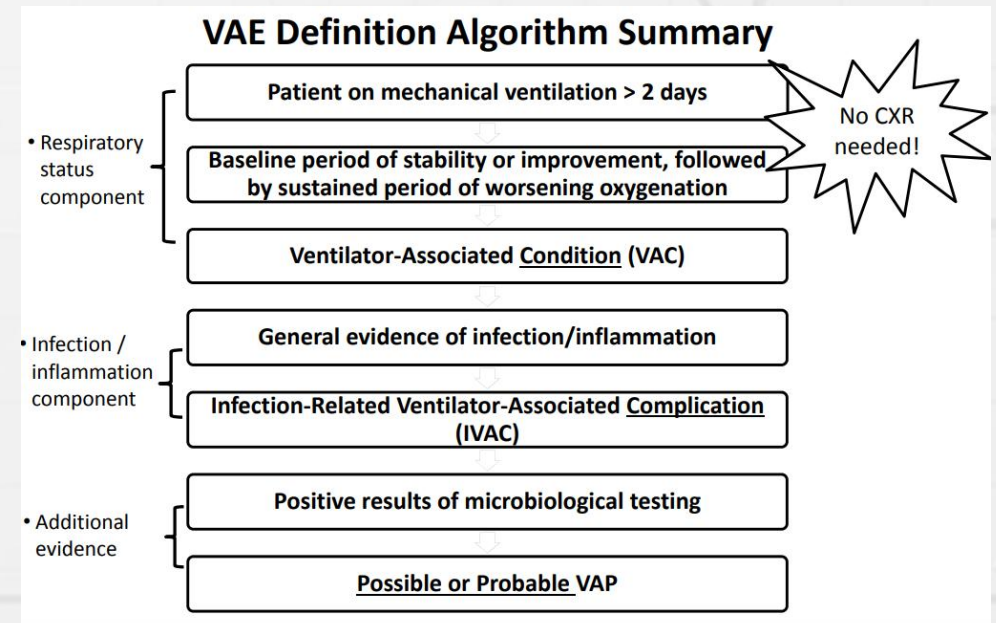 VAE Definition Algorithm Summary
Patient on mechanical ventilation > 2 days
No CXR
needed!
• Respiratory
status
component
Baseline period of stability or improvement, followed
by sustained period of worsening oxygenation
Ventilator-Associated Condition (VAC)
• Infection /
inflammation
component
General evidence of infection/inflammation
Infection-Related Ventilator-Associated Complication
(IVAC)
• Additional
evidence
Positive results of microbiological testing
Possible or Probable VAP